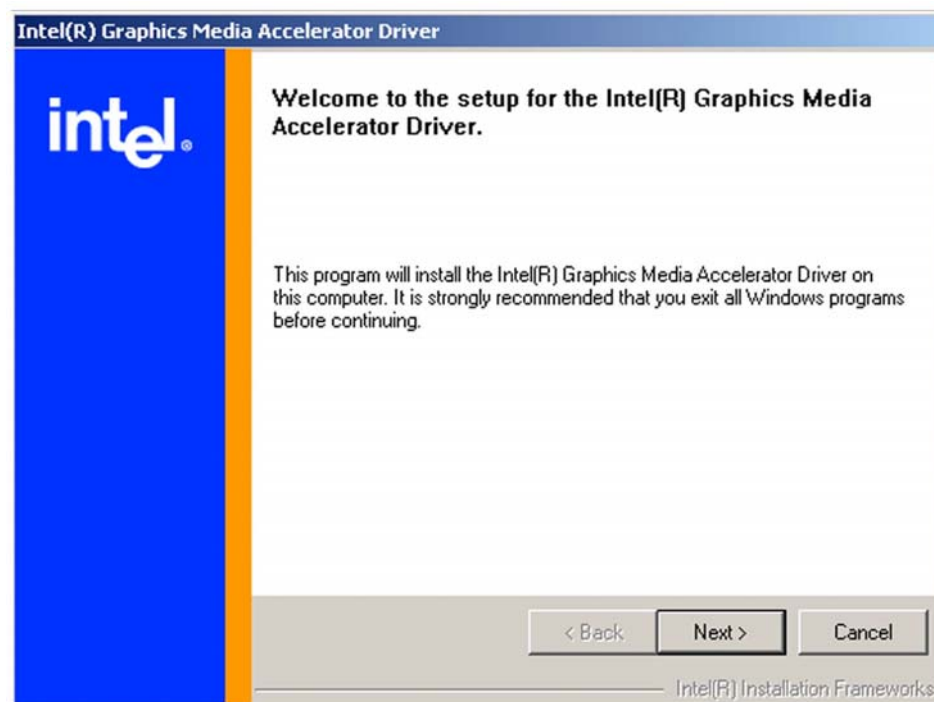 Intel(R) Graphics Media Accelerator Driver
intel®
Welcome to the setup for the Intel(R) Graphics Media
Accelerator Driver.
This program will install the Intel(R) Graphics Media Accelerator Driver on
this computer. It is strongly recommended that you exit all Windows programs
before continuing.
< Back
Next >
Cancel
Intel(R) Installation Frameworks